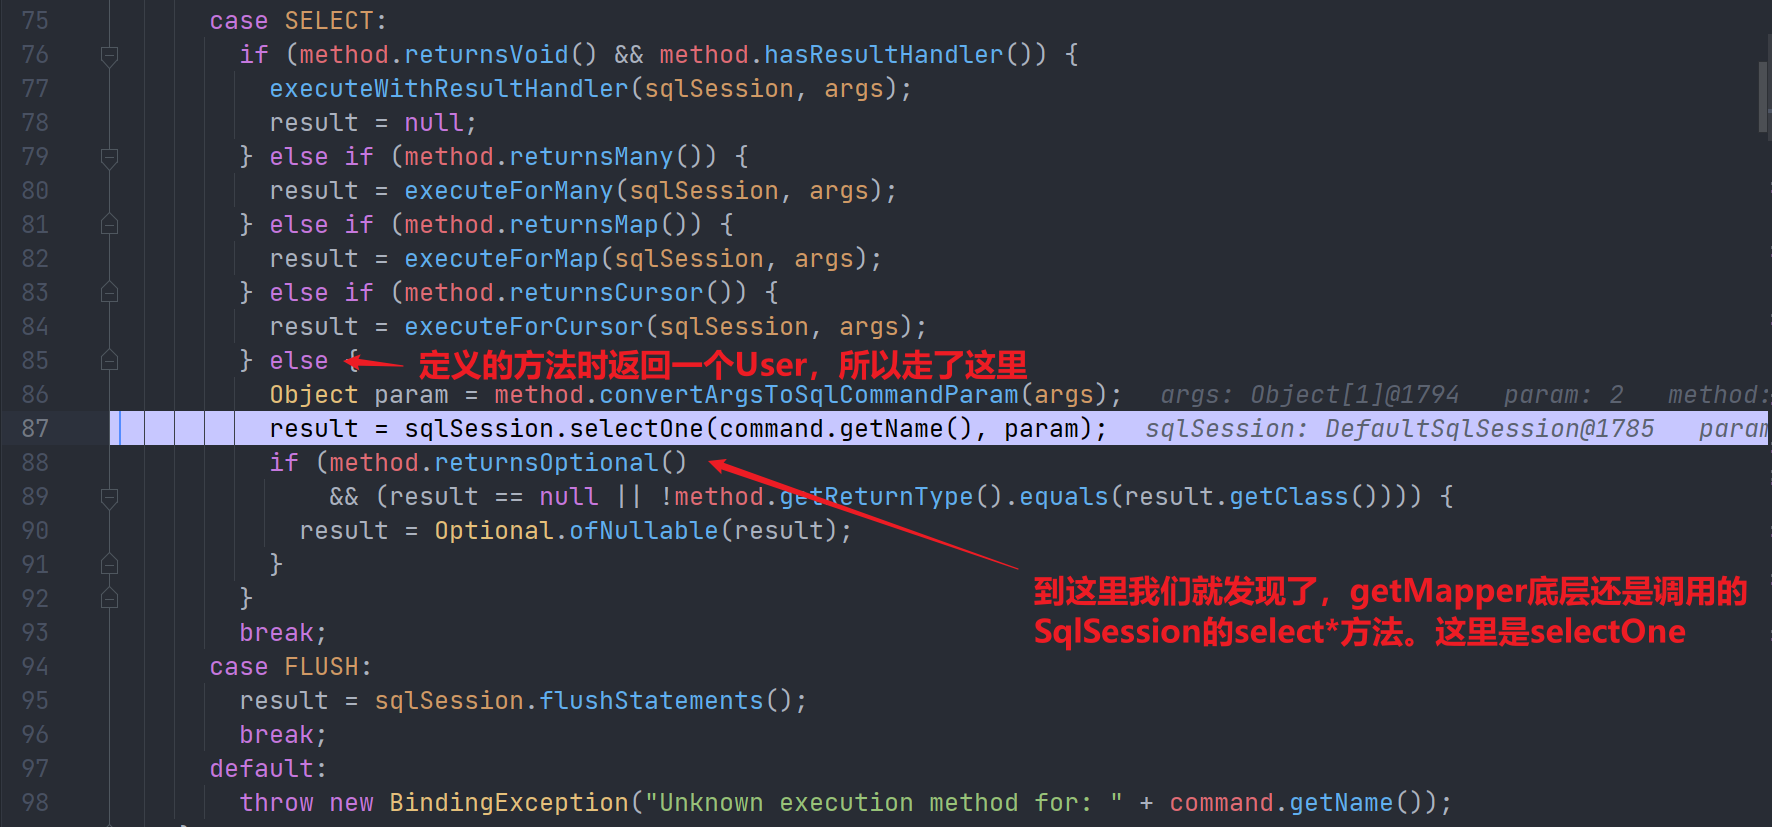 75 case SELECT:
76 if (method.returnsVoid() && method.hasResultHandler()) {
77 executeWithResultHandler(sqlSession, args);
78 result = null;
79 } else if (method.returnsMany()) {
80 result = executeForMany(sqlSession, args);
81 } else if (method.returnsMap()) {
82 result = executeForMap(sqlSession, args);
83 } else if (method.returnsCursor()) {
84 result = executeForCursor(sqlSession, args);
85 } else { 定义的方法时返回一个User，所以走了这里
86 Object param = method.convertArgsToSqlCommandParam(args); args: Object[1]@1794 param: 2 method:
87 result = sqlSession.selectOne(command.getName(), param); sqlSession: DefaultSqlSession@1785 param
88 if (method.returnsOptional()
89 && (result == null || !method.getReturnType().equals(result.getClass()))) {
90 result = Optional.ofNullable(result);
91 }
到这里我们就发现了，getMapper底层还是调用的
92 }
93 break;
SqlSession的select*方法。这里是selectOne
94 case FLUSH:
95 result = sqlSession.flushStatements();
96 break;
97 default:
98 throw new BindingException("Unknown execution method for: " + command.getName());